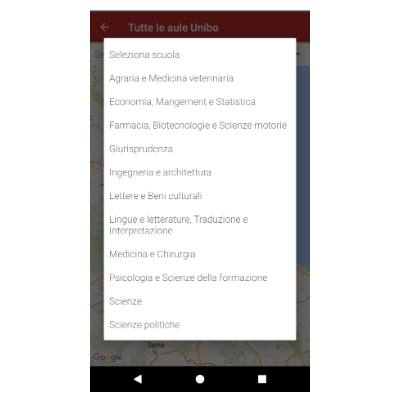 Tutte le aule Unibo
Seleziona scuola
Agraria e Medicina veterinaria
Economia, Mangement e Statistica
Farmacia, Biotecnologie e Scienze motorie
Giurisprudenza
Ingegneria e architettura
Lettere e Beni culturali
Lingue e letterature, Traduzione e
Interpretazione
Medicina e Chirurgia
Psicologia e Scienze della formazione
Scienze
Scienze politiche
Siena
Google